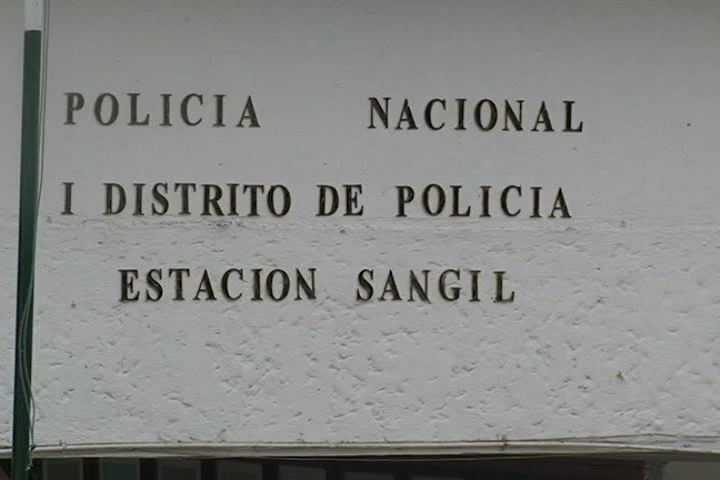 POLICIA NACIONAL
I DISTRITO DE POLICIA
ESTACION SANGIL